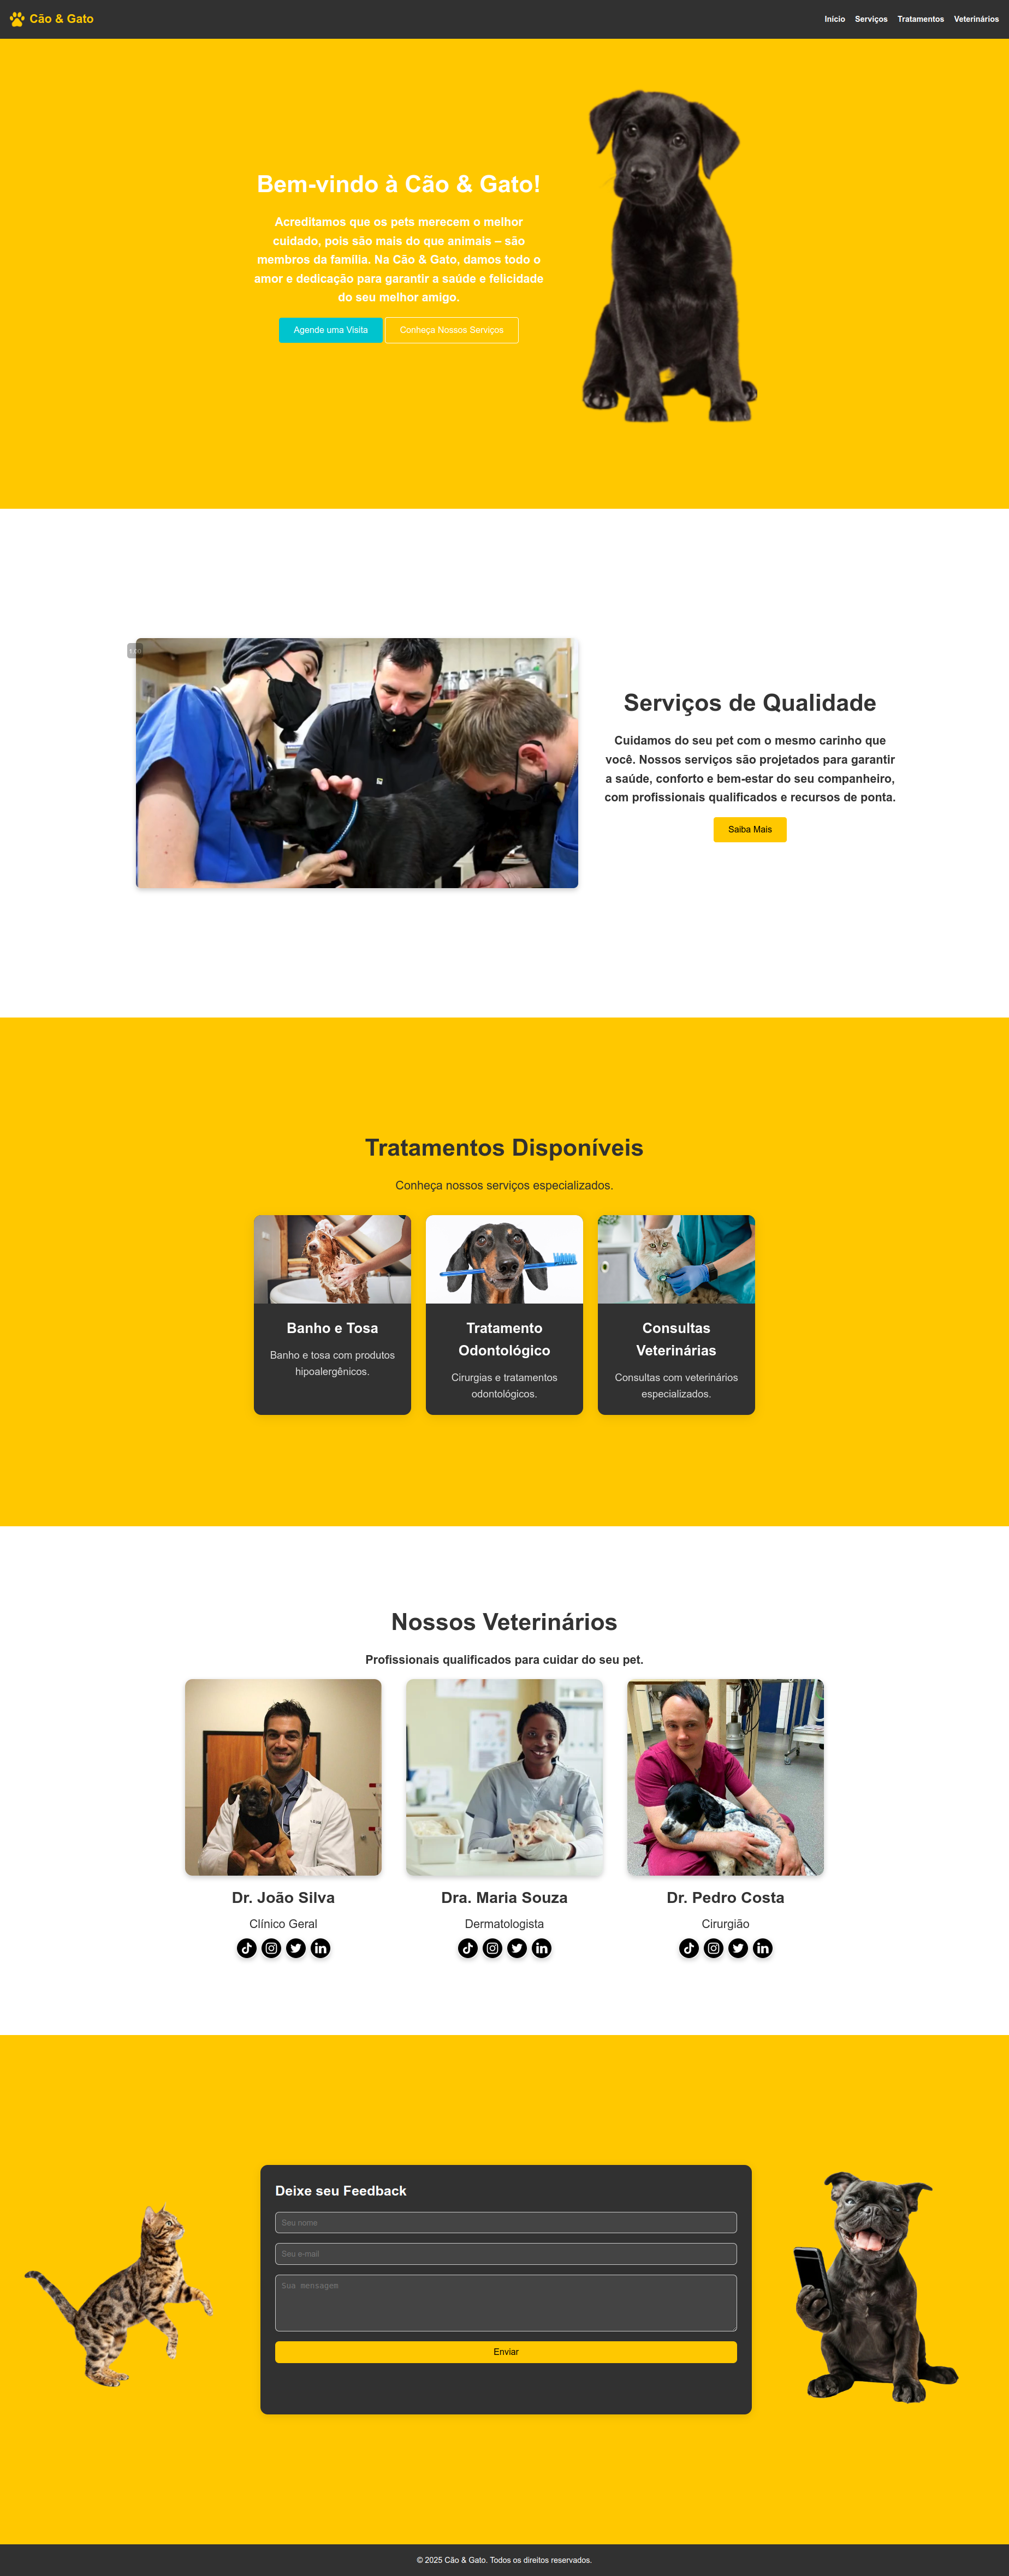 Cão & Gato
Início Serviços Tratamentos Veterinários
Bem-vindo à Cão & Gato!
Acreditamos que os pets merecem o melhor
cuidado, pois são mais do que animais – são
membros da família. Na Cão & Gato, damos todo o
amor e dedicação para garantir a saúde e felicidade
do seu melhor amigo.
Agende uma Visita Conheça Nossos Serviços
Serviços de Qualidade
Cuidamos do seu pet com o mesmo carinho que
você. Nossos serviços são projetados para garantir
a saúde, conforto e bem-estar do seu companheiro,
com profissionais qualificados e recursos de ponta.
Saiba Mais
Tratamentos Disponíveis
Conheça nossos serviços especializados.
Banho e Tosa
Banho e tosa com produtos
hipoalergênicos.
Tratamento
Odontológico
Cirurgias e tratamentos
odontológicos.
Consultas
Veterinárias
Consultas com veterinários
especializados.
Nossos Veterinários
Profissionais qualificados para cuidar do seu pet.
Dr. João Silva
Clínico Geral
Dra. Maria Souza
Dermatologista
Dr. Pedro Costa
Cirurgião
Deixe seu Feedback
Seu nome
Seu e-mail
Sua mensagem
Enviar
© 2025 Cão & Gato. Todos os direitos reservados.